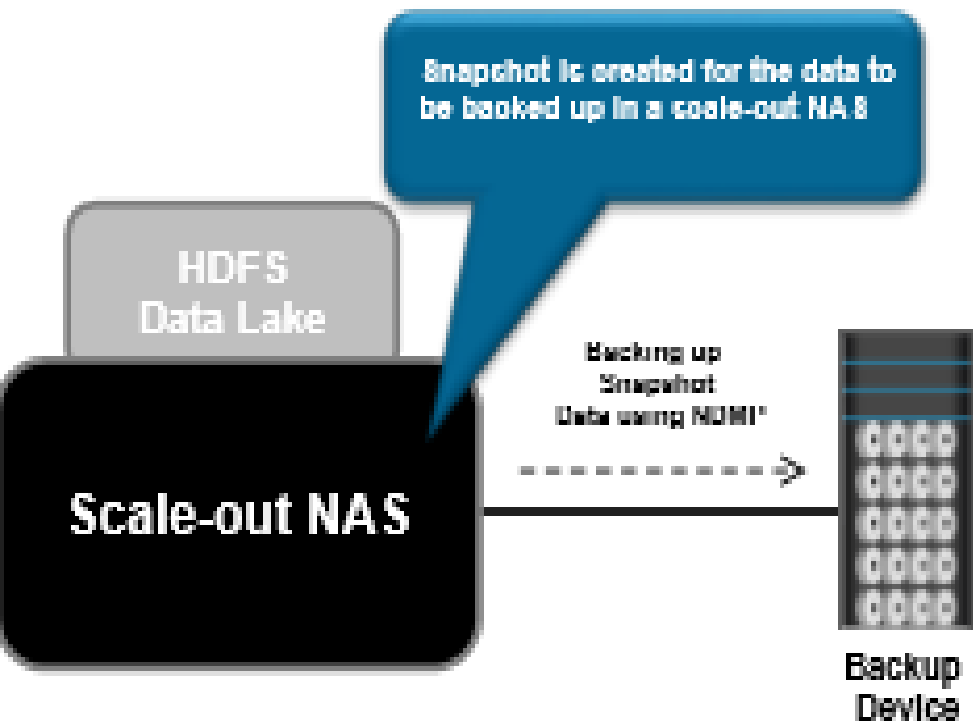 Snapshot is created for the data to
be backed up in a scale-out NAS
HDFS
Data Lake
Backing up
Snapshot
Data using NDMP
Scale-out NAS
Backup
Device